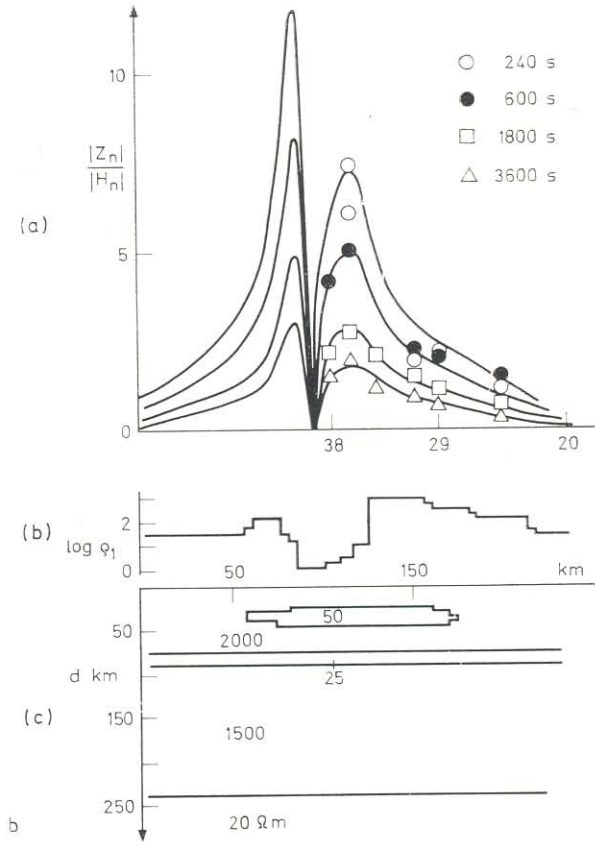 10
○ 240 s
● 600 s
□ 1800 s
△ 3600 s
|Zn|
|Hn|
(a)
5
0
38 29 20
(b)
2
log ρ1
0
50 150 km
50
50
2000
d km
25
(c)
150
1500
250
b
20 Ωm